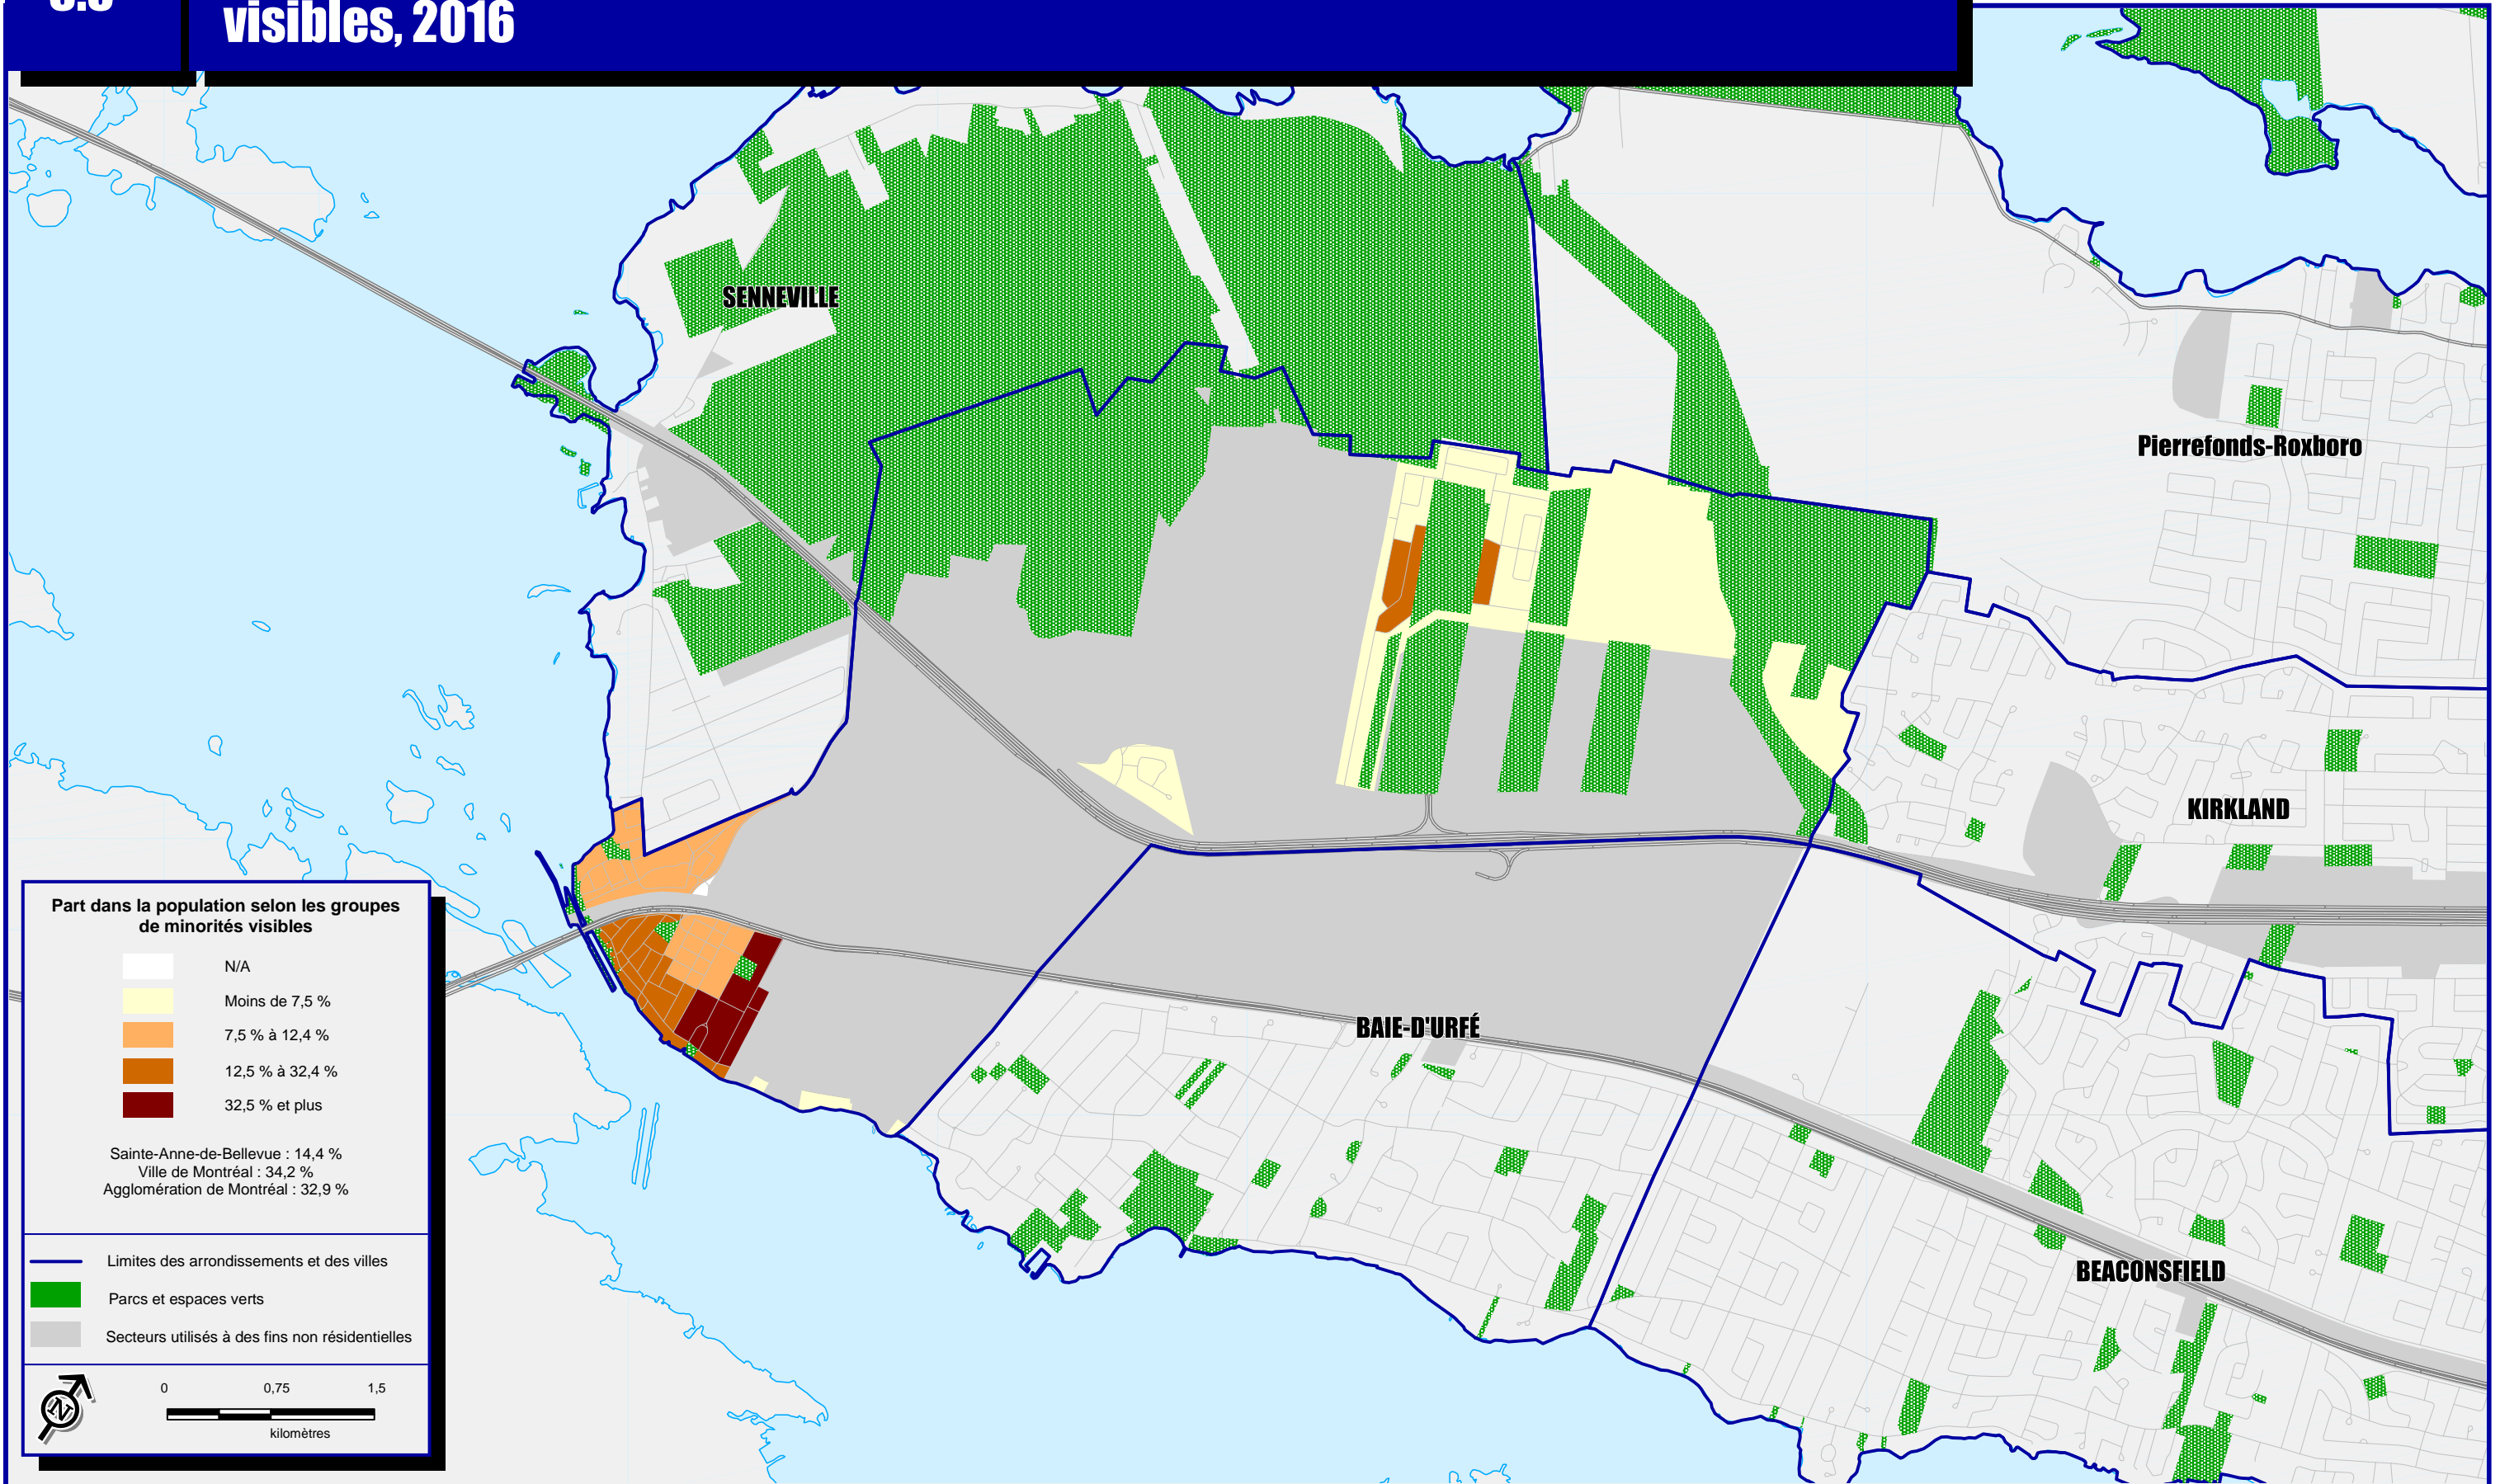 visibles, 2016
SENNEVILLE
Pierrefonds-Roxboro
KIRKLAND
BAIE-D'URFÉ
BEACONSFIELD
Part dans la population selon les groupes
de minorités visibles
N/A
Moins de 7,5 %
7,5 % à 12,4 %
12,5 % à 32,4 %
32,5 % et plus
Sainte-Anne-de-Bellevue : 14,4 %
Ville de Montréal : 34,2 %
Agglomération de Montréal : 32,9 %
Limites des arrondissements et des villes
Parcs et espaces verts
Secteurs utilisés à des fins non résidentielles
N
0 0,75 1,5
kilomètres